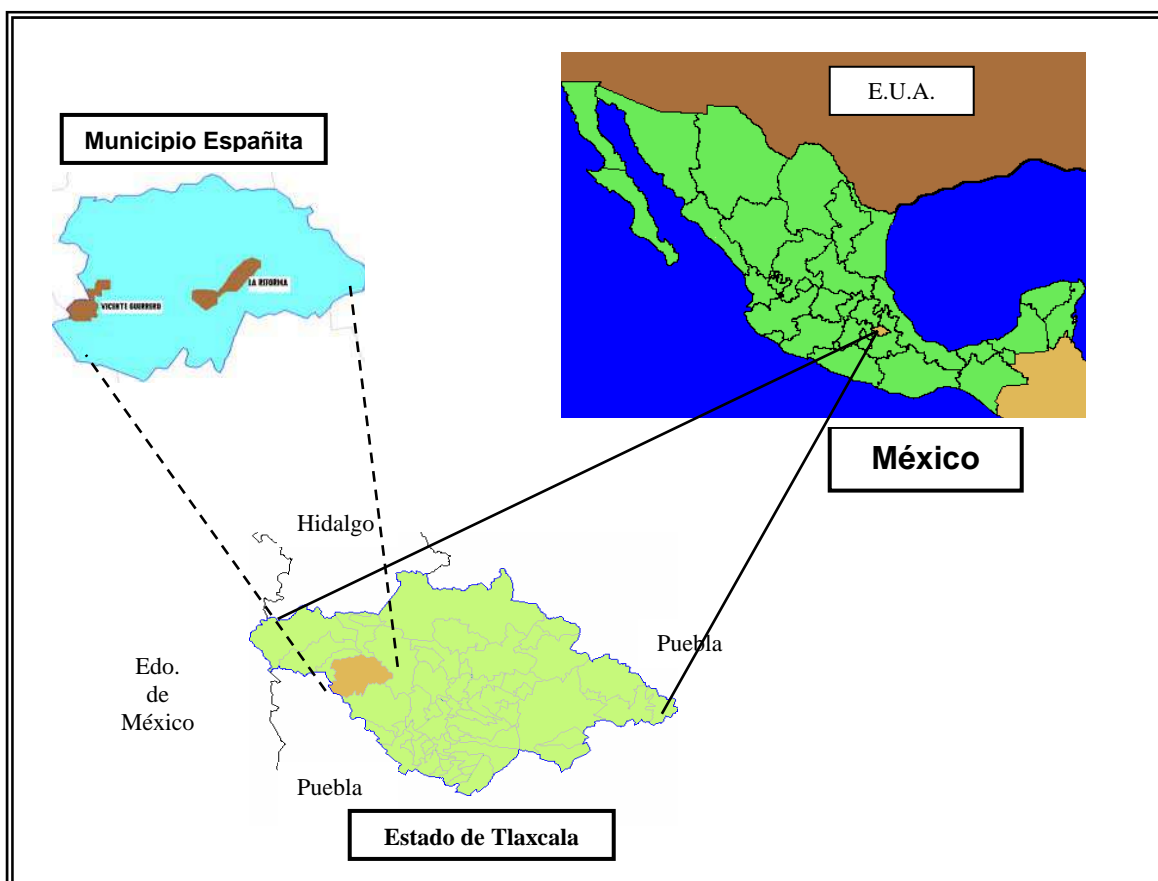 E.U.A.
Municipio Españita
LA REFORMA
VICENTE GUERRERO
México
Hidalgo
Puebla
Edo.
de
México
Puebla
Estado de Tlaxcala